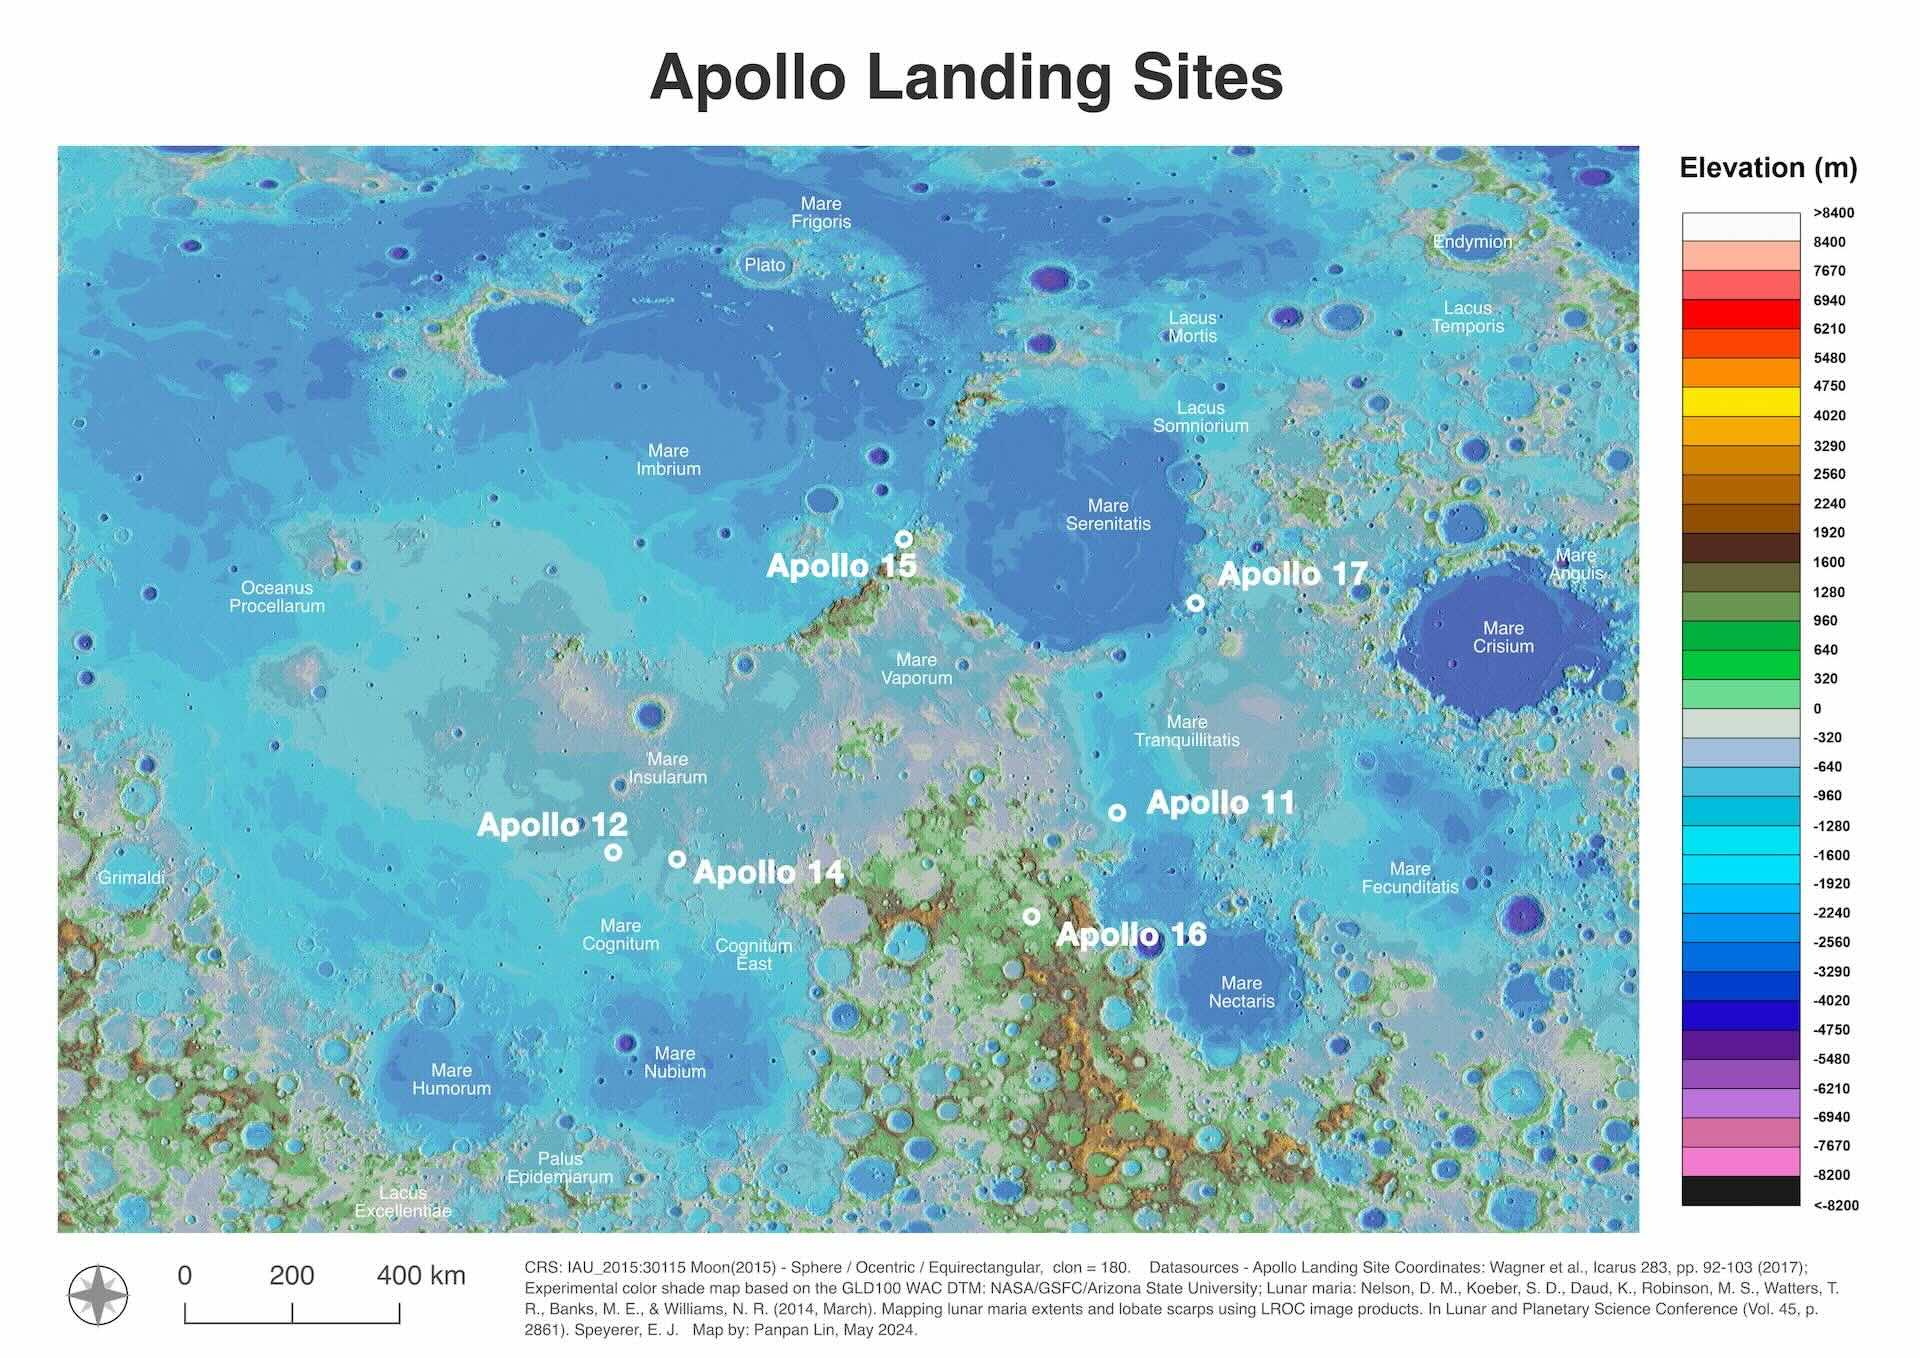 Apollo Landing Sites
Elevation (m)
>8400
8400
7670
6940
6210
5480
4750
4020
3290
2560
2240
1920
1600
1280
960
640
320
0
-320
-640
-960
-1280
-1600
-1920
-2240
-2560
-3290
-4020
-4750
-5480
-6210
-6940
-7670
-8200
<-8200
Mare
Frigoris
Plato
Endymion
Lacus
Mortis
Lacus
Temporis
Lacus
Somniorium
Mare
Imbrium
Mare
Serenitatis
Apollo 15
Apollo 17
Mare
Anguis
Oceanus
Procellarum
Mare
Crisium
Mare
Vaporum
Mare
Tranquillitatis
Mare
Insularum
Apollo 11
Apollo 12
Apollo 14
Grimaldi
Mare
Fecunditatis
Mare
Cognitum
Cognitum
East
Apollo 16
Mare
Nectaris
Mare
Humorum
Mare
Nubium
Palus
Epidemiarum
Lacus
Excellentiae
0 200 400 km
CRS: IAU_2015:30115 Moon(2015) - Sphere / Ocentric / Equirectangular, clon = 180. Datasources - Apollo Landing Site Coordinates: Wagner et al., Icarus 283, pp. 92-103 (2017);
Experimental color shade map based on the GLD100 WAC DTM: NASA/GSFC/Arizona State University; Lunar maria: Nelson, D. M., Koeber, S. D., Daud, K., Robinson, M. S., Watters, T.
R., Banks, M. E., & Williams, N. R. (2014, March). Mapping lunar maria extents and lobate scarps using LROC image products. In Lunar and Planetary Science Conference (Vol. 45, p.
2861). Speyerer, E. J. Map by: Panpan Lin, May 2024.